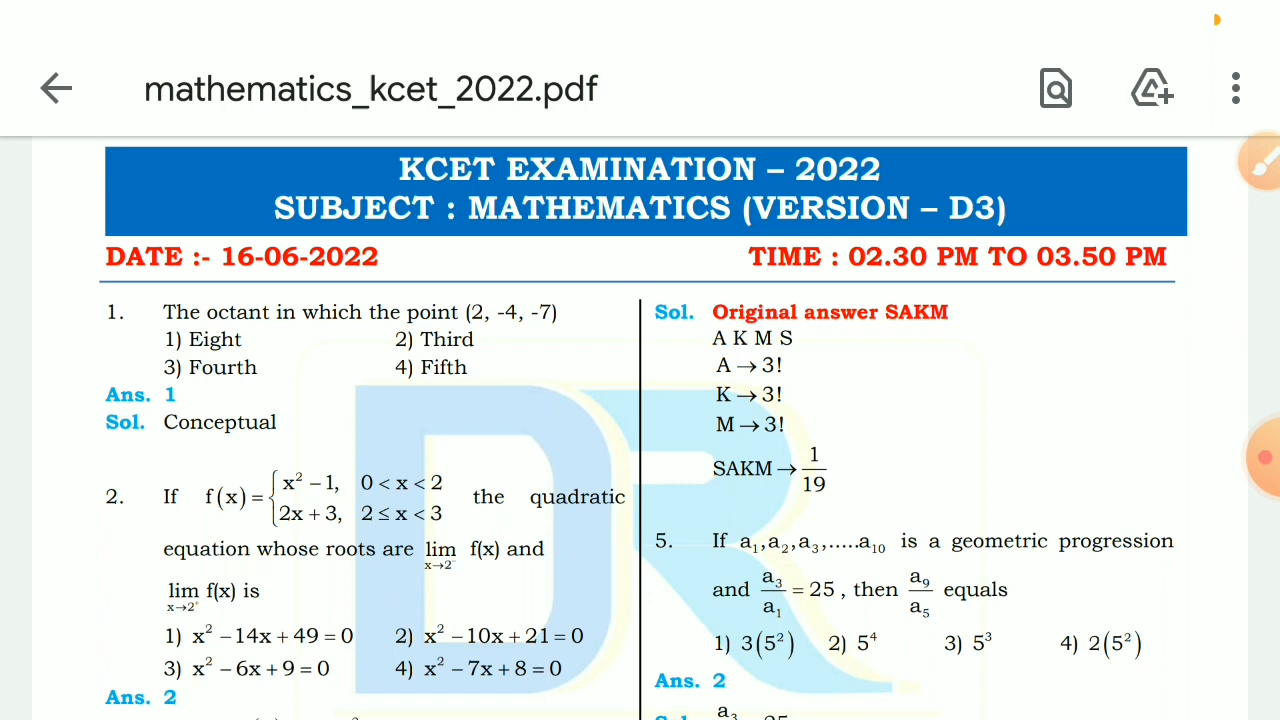 mathematics_kcet_2022.pdf
KCET EXAMINATION – 2022
SUBJECT : MATHEMATICS (VERSION – D3)
DATE :- 16-06-2022 TIME : 02.30 PM TO 03.50 PM
1. The octant in which the point (2, -4, -7)
1) Eight 2) Third
3) Fourth 4) Fifth
Ans. 1
Sol. Conceptual
2. If f(x) = { x² – 1, 0 < x < 2
2x + 3, 2 ≤ x < 3 the quadratic
equation whose roots are lim x→2⁻ f(x) and
lim x→2⁺ f(x) is
1) x² – 14x + 49 = 0 2) x² – 10x + 21 = 0
3) x² – 6x + 9 = 0 4) x² – 7x + 8 = 0
Ans. 2
Sol. Original answer SAKM
A K M S
A → 3!
K → 3!
M → 3!
SAKM → 1/19
5. If a₁,a₂,a₃,.....a₁₀ is a geometric progression
and a₃/a₁ = 25 , then a₉/a₅ equals
1) 3(5²) 2) 5⁴ 3) 5³ 4) 2(5²)
Ans. 2
DR